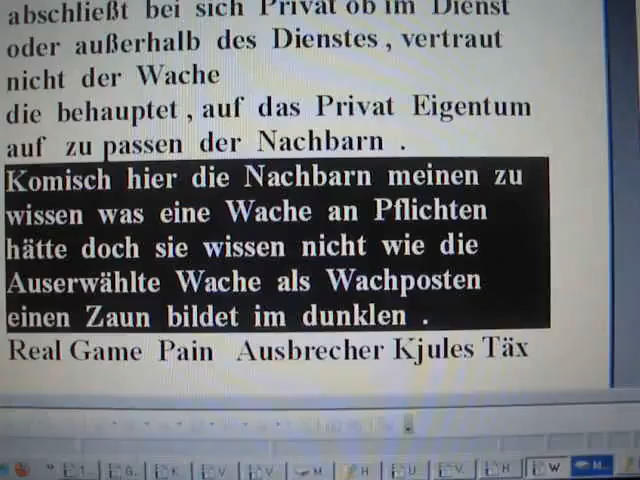 abschließt bei sich Privat ob im Dienst
oder außerhalb des Dienstes , vertraut
nicht der Wache
die behauptet , auf das Privat Eigentum
auf zu passen der Nachbarn .
Komisch hier die Nachbarn meinen zu
wissen was eine Wache an Pflichten
hätte doch sie wissen nicht wie die
Auserwählte Wache als Wachposten
einen Zaun bildet im dunklen .
Real Game Pain Ausbrecher Kjules Täx
» 1... G. K. V. V. M. H U. V. H W M...